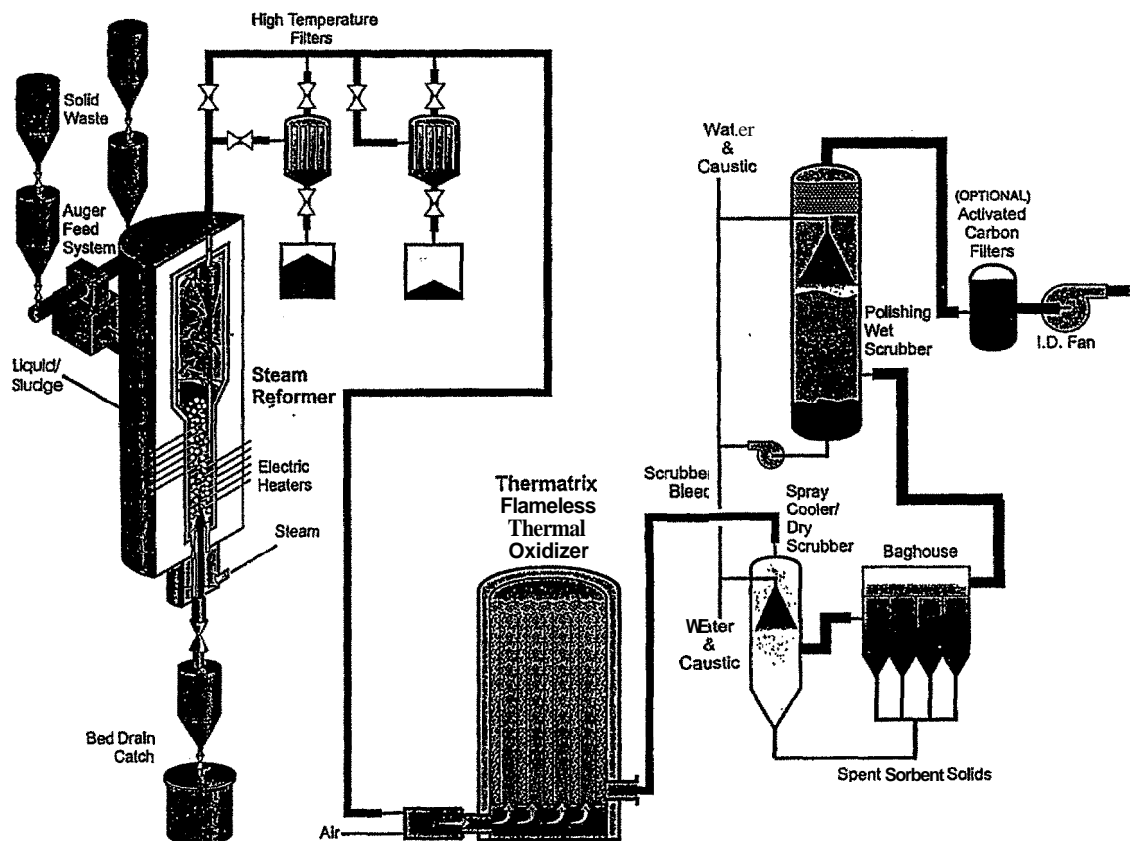 High Temperature
Filters
Solid
Waste
Auger
Feed
System
Liquid/
Sludge
Steam
Reformer
Electric
Heaters
Steam
Bed Drain
Catch
Air
Thermatrix
Flameless
Thermal
Oxidizer
Water
&
Caustic
(OPTIONAL)
Activated
Carbon
Filters
I.D. Fan
Polishing
Wet
Scrubber
Scrubber
Bleed
Spray
Cooler/
Dry
Scrubber
Baghouse
Water
&
Caustic
Spent Sorbent Solids